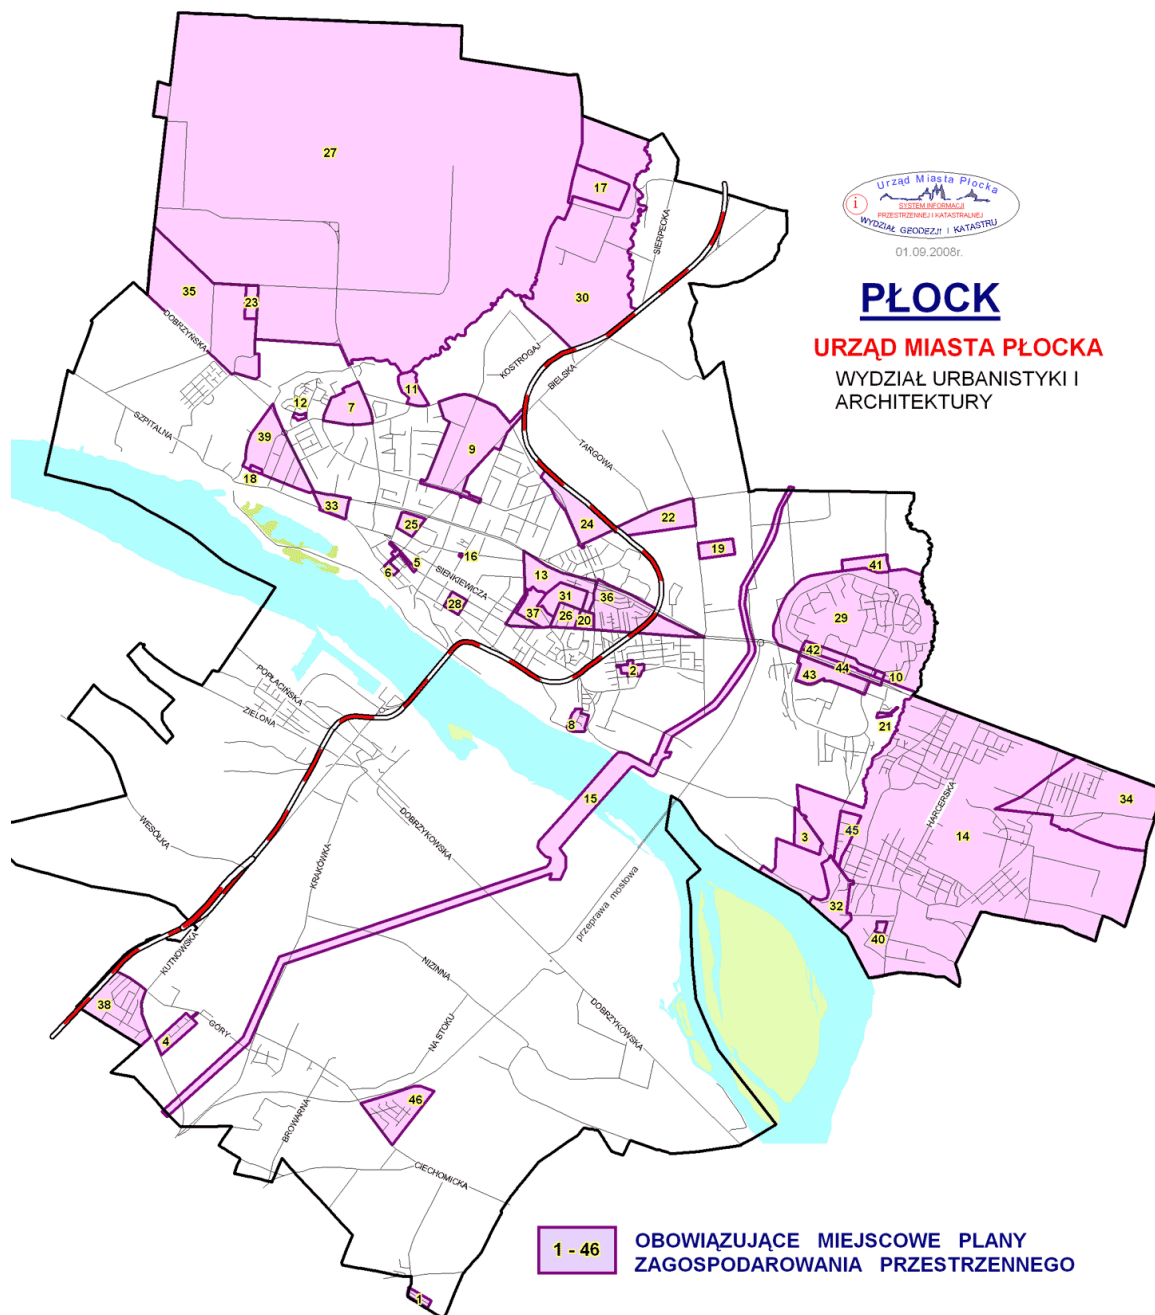 Urząd Miasta Płocka
i
SYSTEM INFORMACJI
PRZESTRZENNEJ I KATASTRALNEJ
WYDZIAŁ GEODEZJI I KATASTRU
01.09.2008r.
PŁOCK
URZĄD MIASTA PŁOCKA
WYDZIAŁ URBANISTYKI I
ARCHITEKTURY
27
17
SIERPECKA
35
23
30
DOBRZYŃSKA
KOSTROGAJ
BIELSKA
11
12
7
SZPITALNA
39
9
TARGOWA
18
33
25
24
22
19
16
5
6
SIENKIEWICZA
13
41
28
31
36
37
26
20
29
42
44
43
10
2
POPŁACIŃSKA
ZIELONA
8
21
15
34
WESÓŁKA
DOBRZYKOWSKA
KRAKÓWKA
HARCERSKA
14
3
45
przeprawa mostowa
32
40
KUTNOWSKA
NIZINNA
38
4
GÓRY
NA STOKU
DOBRZYKOWSKA
46
BROWARNA
CIECHOMICKA
1
1 - 46
OBOWIĄZUJĄCE MIEJSCOWE PLANY
ZAGOSPODAROWANIA PRZESTRZENNEGO